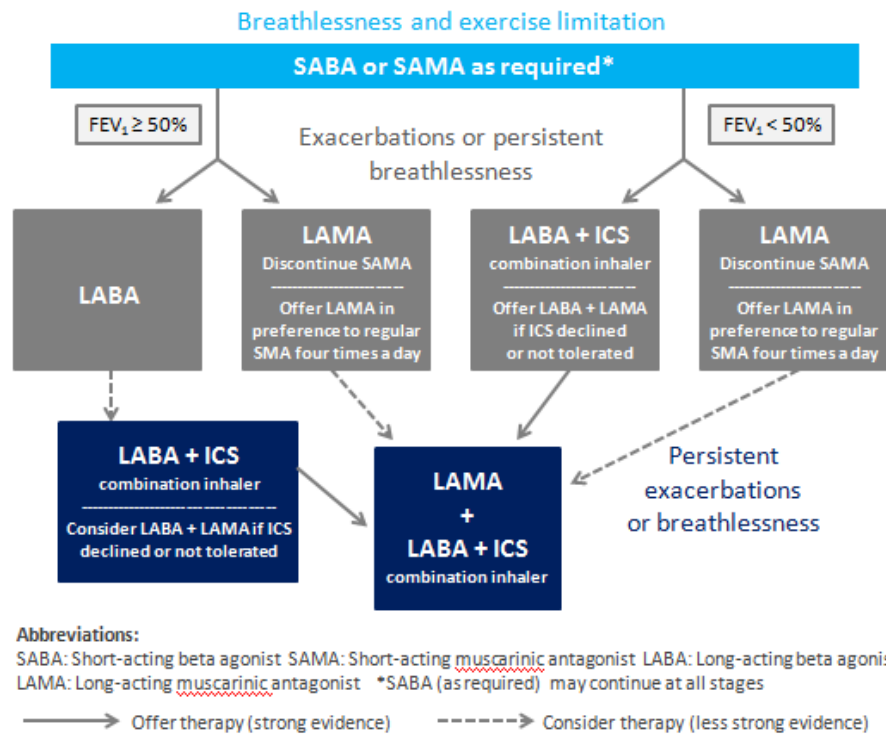 Breathlessness and exercise limitation
SABA or SAMA as required*
FEV₁ ≥ 50%
FEV₁ < 50%
Exacerbations or persistent
breathlessness
LABA
LAMA
Discontinue SAMA
--------------------------
Offer LAMA in
preference to regular
SMA four times a day
LABA + ICS
combination inhaler
--------------------------
Offer LABA + LAMA
if ICS declined
or not tolerated
LAMA
Discontinue SAMA
--------------------------
Offer LAMA in
preference to regular
SMA four times a day
LABA + ICS
combination inhaler
--------------------------
Consider LABA + LAMA if ICS
declined or not tolerated
LAMA
+
LABA + ICS
combination inhaler
Persistent
exacerbations
or breathlessness
Abbreviations:
SABA: Short-acting beta agonist SAMA: Short-acting muscarinic antagonist LABA: Long-acting beta agonis
LAMA: Long-acting muscarinic antagonist *SABA (as required) may continue at all stages
Offer therapy (strong evidence)
Consider therapy (less strong evidence)